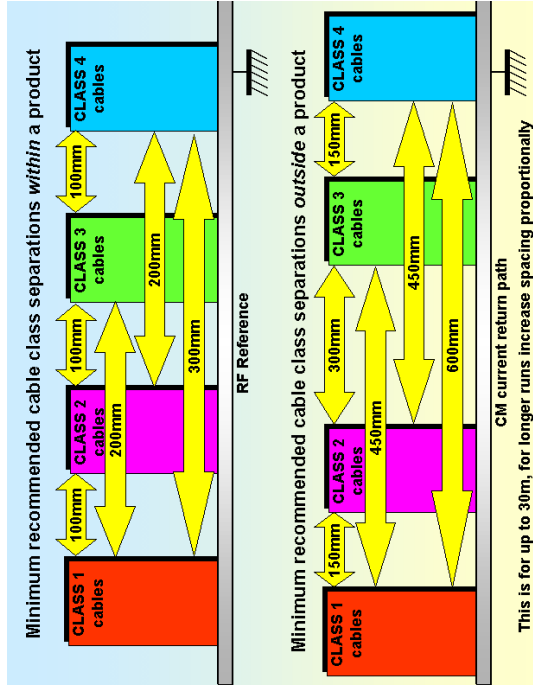 Minimum recommended cable class separations within a product
CLASS 1
cables
CLASS 2
cables
CLASS 3
cables
CLASS 4
cables
100mm
100mm
100mm
200mm
200mm
300mm
RF Reference
Minimum recommended cable class separations outside a product
CLASS 1
cables
CLASS 2
cables
CLASS 3
cables
CLASS 4
cables
150mm
300mm
150mm
450mm
450mm
600mm
CM current return path
This is for up to 30m, for longer runs increase spacing proportionally